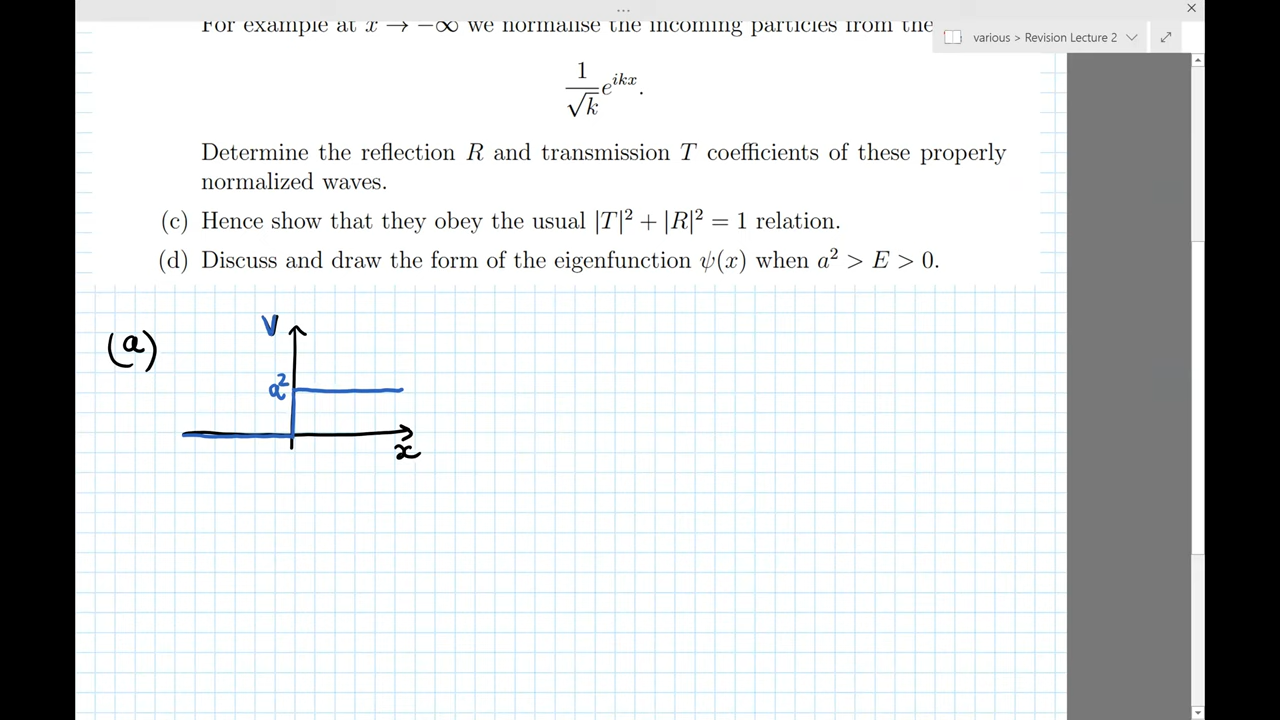 For example at x → −∞ we normalise the incoming particles from the
various > Revision Lecture 2
1/√k e^{ikx}.
Determine the reflection R and transmission T coefficients of these properly
normalized waves.
(c) Hence show that they obey the usual |T|² + |R|² = 1 relation.
(d) Discuss and draw the form of the eigenfunction ψ(x) when a² > E > 0.
(a)
V
a²
x